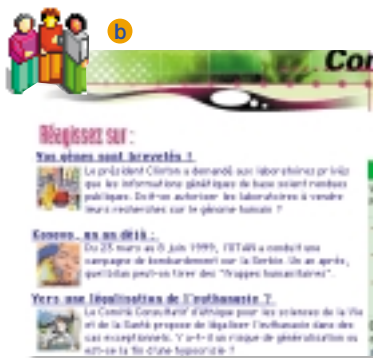 b
Con
Réagissez sur :
Vos gènes sont brevetés !
Le président Clinton a demandé aux laboratoires privés
que les informations génétiques de base soient rendues
publiques. Doit-on autoriser les laboratoires à vendre
leurs recherches sur le génome humain ?
Kosovo, un an déjà :
Du 23 mars au 8 juin 1999, l'OTAN a conduit une
campagne de bombardement sur la Serbie. Un an après,
quel bilan peut-on tirer des "frappes humanitaires".
Vers une légalisation de l'euthanasie ?
Le Comité Consultatif d'éthique pour les sciences de la Vie
et de la Santé propose de légaliser l'euthanasie dans des
cas exceptionnels. Y a-t-il un risque de généralisation ou
est-ce la fin d'une hypocrisie ?